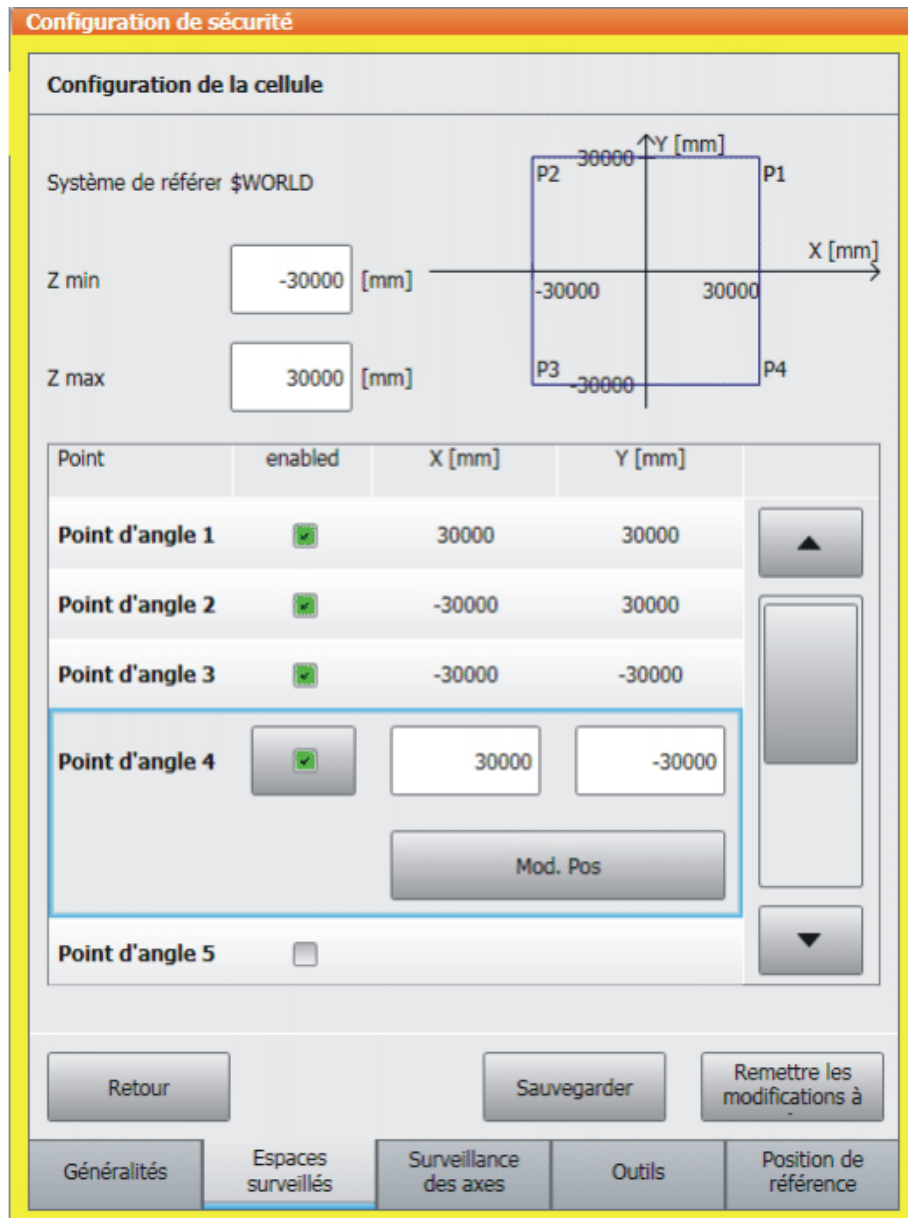 Configuration de sécurité
Configuration de la cellule
Système de référer $WORLD
Z min -30000 [mm]
Z max 30000 [mm]
Y [mm]
30000
P2 P1
X [mm]
-30000 30000
P3 P4
-30000
Point enabled X [mm] Y [mm]
Point d'angle 1 30000 30000
Point d'angle 2 -30000 30000
Point d'angle 3 -30000 -30000
Point d'angle 4 30000 -30000
Mod. Pos
Point d'angle 5
Retour
Sauvegarder
Remettre les
modifications à
Généralités
Espaces
surveillés
Surveillance
des axes
Outils
Position de
référence